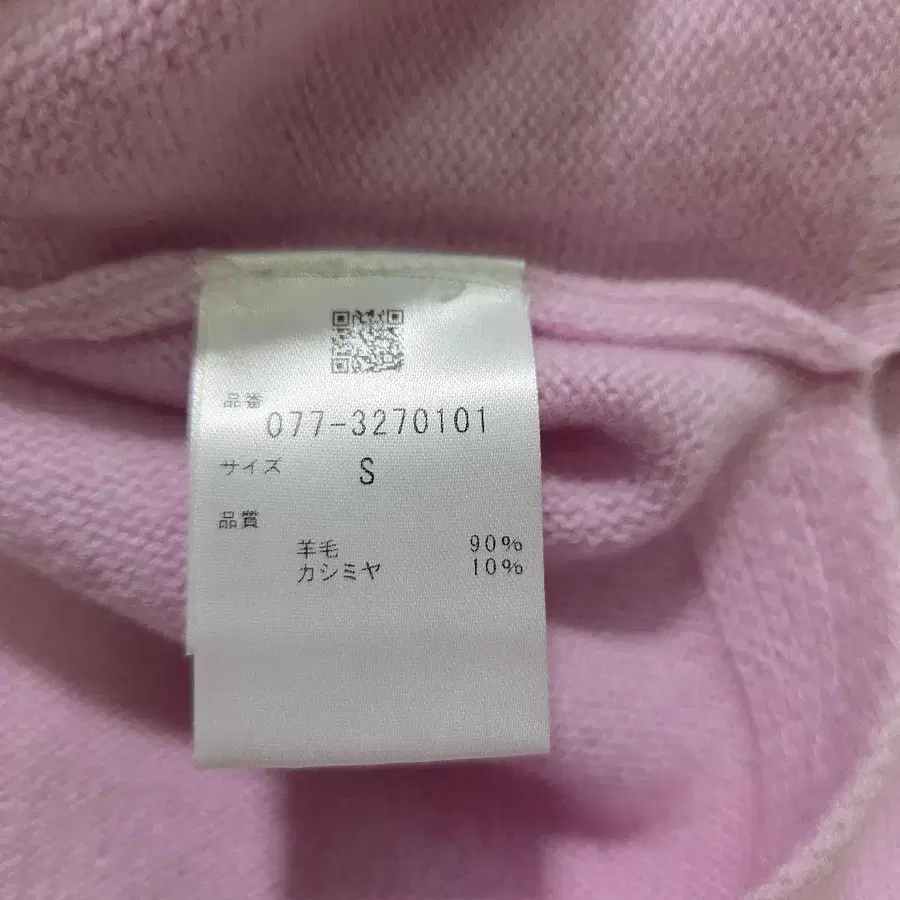 品番
077-3270101
サイズ S
品質
羊毛 90%
カシミヤ 10%